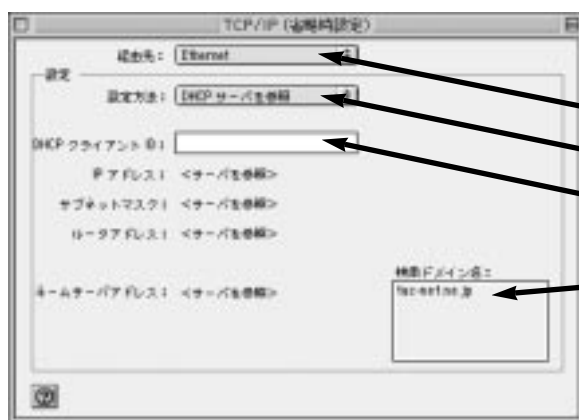 TCP/IP (省略時設定)
経由先： Ethernet
設定
設定方法： DHCP サーバを参照
DHCP クライアント ID：
IP アドレス： <サーバを参照>
サブネットマスク： <サーバを参照>
ルータアドレス： <サーバを参照>
検索ドメイン名：
ネームサーバアドレス： <サーバを参照>